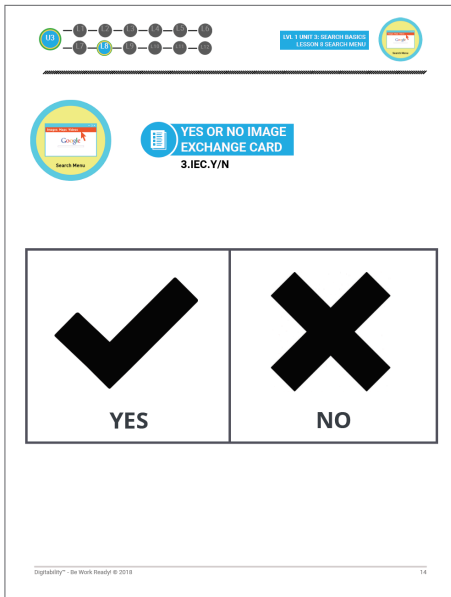 U3
L1 L2 L3 L4 L5 L6
L7 L8 L9 L10 L11 L12
LVL 1 UNIT 3: SEARCH BASICS
LESSON 8 SEARCH MENU
Search Menu
Google
Search Menu
YES OR NO IMAGE
EXCHANGE CARD
3.IEC.Y/N
YES
NO
Digitability™ - Be Work Ready! © 2018
14